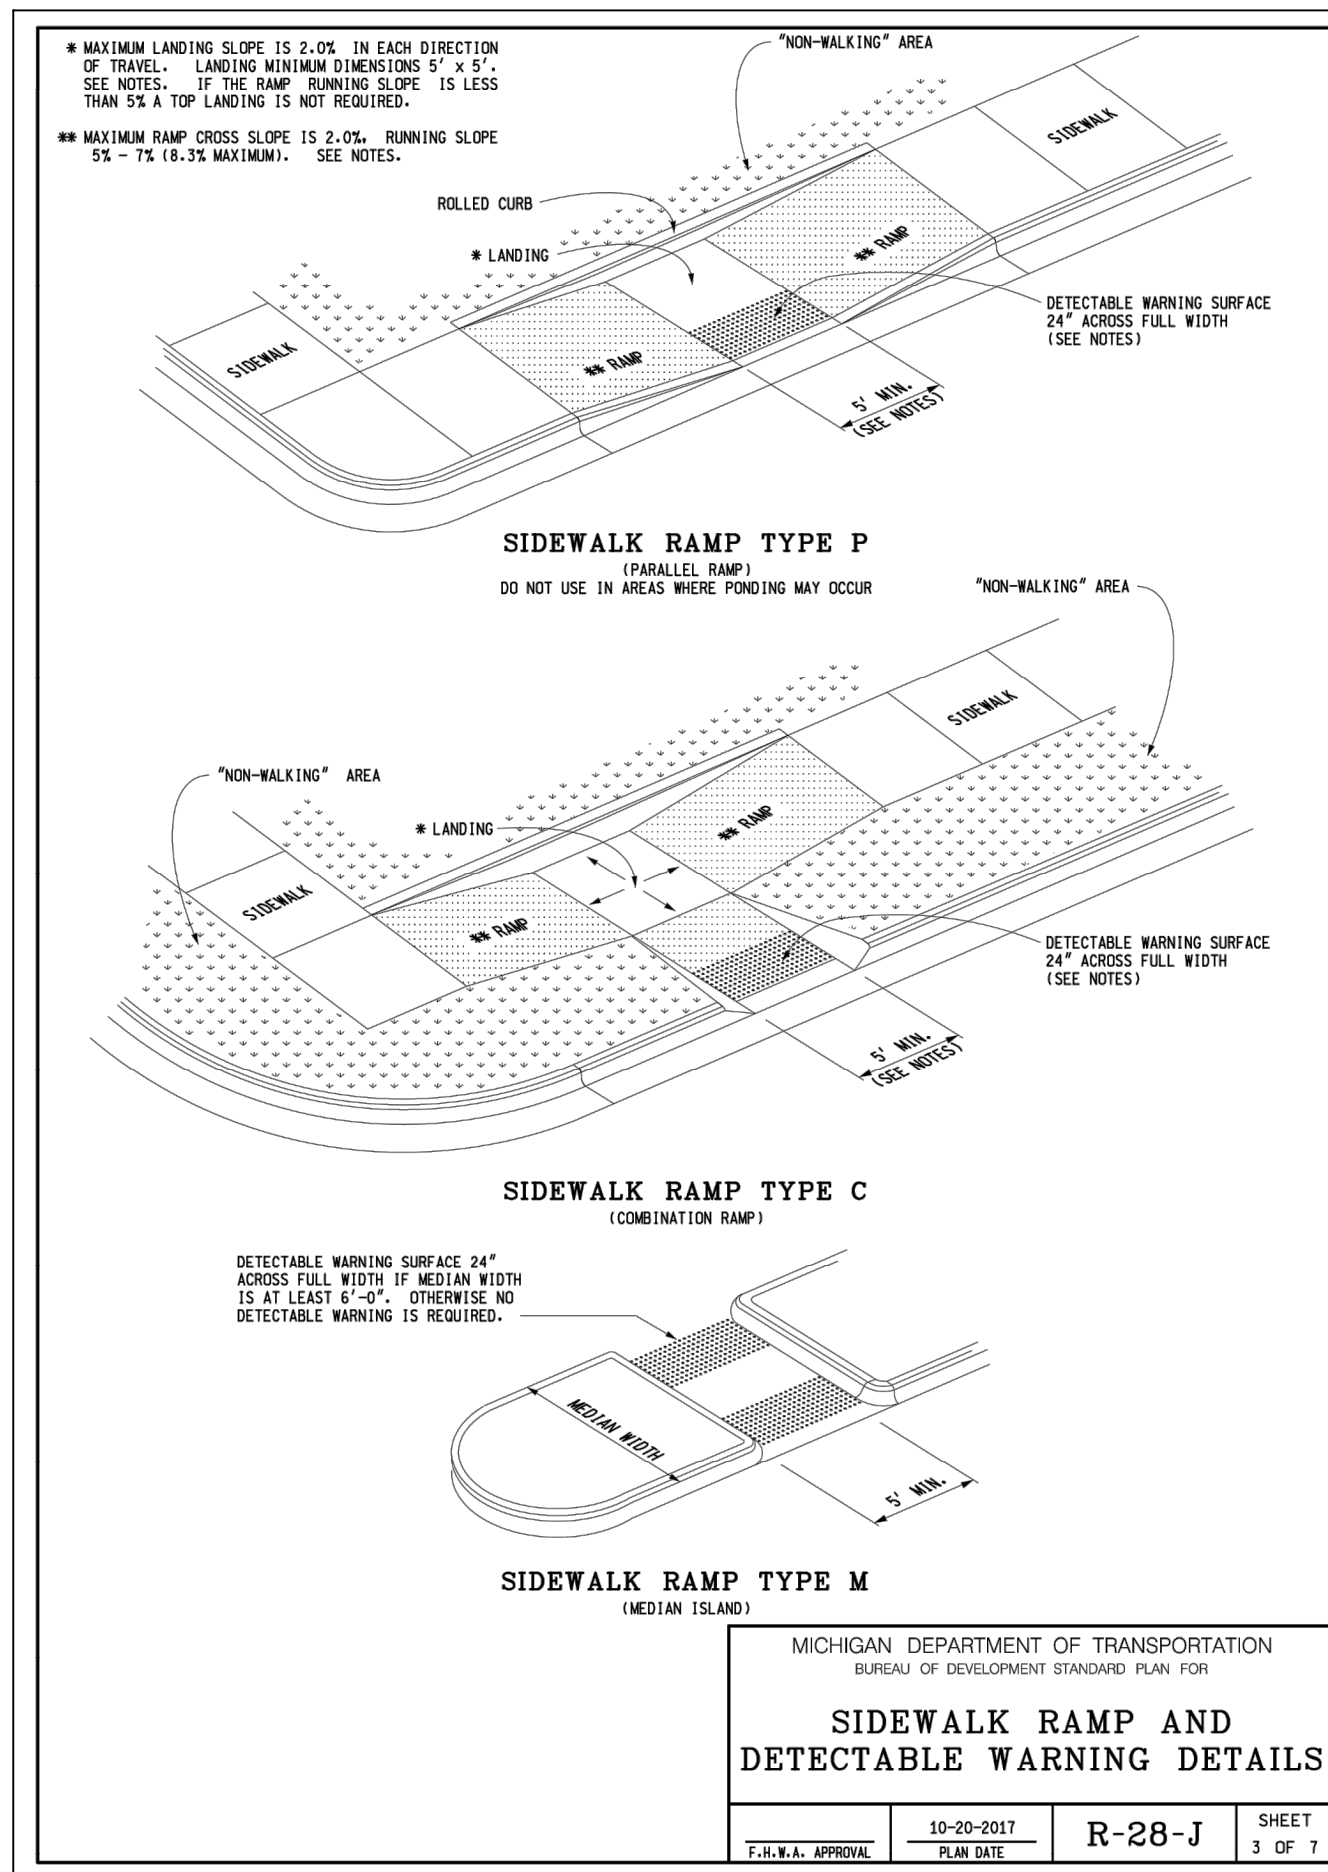 * MAXIMUM LANDING SLOPE IS 2.0% IN EACH DIRECTION
OF TRAVEL. LANDING MINIMUM DIMENSIONS 5' x 5'.
SEE NOTES. IF THE RAMP RUNNING SLOPE IS LESS
THAN 5% A TOP LANDING IS NOT REQUIRED.
** MAXIMUM RAMP CROSS SLOPE IS 2.0%, RUNNING SLOPE
5% - 7% (8.3% MAXIMUM). SEE NOTES.
"NON-WALKING" AREA
SIDEWALK
ROLLED CURB
* LANDING
** RAMP
DETECTABLE WARNING SURFACE
24" ACROSS FULL WIDTH
(SEE NOTES)
SIDEWALK
** RAMP
5' MIN.
(SEE NOTES)
SIDEWALK RAMP TYPE P
(PARALLEL RAMP)
DO NOT USE IN AREAS WHERE PONDING MAY OCCUR
"NON-WALKING" AREA
SIDEWALK
"NON-WALKING" AREA
* LANDING
** RAMP
SIDEWALK
** RAMP
DETECTABLE WARNING SURFACE
24" ACROSS FULL WIDTH
(SEE NOTES)
5' MIN.
(SEE NOTES)
SIDEWALK RAMP TYPE C
(COMBINATION RAMP)
DETECTABLE WARNING SURFACE 24"
ACROSS FULL WIDTH IF MEDIAN WIDTH
IS AT LEAST 6'-0". OTHERWISE NO
DETECTABLE WARNING IS REQUIRED.
MEDIAN WIDTH
5' MIN.
SIDEWALK RAMP TYPE M
(MEDIAN ISLAND)
MICHIGAN DEPARTMENT OF TRANSPORTATION
BUREAU OF DEVELOPMENT STANDARD PLAN FOR
SIDEWALK RAMP AND
DETECTABLE WARNING DETAILS
F.H.W.A. APPROVAL
10-20-2017
PLAN DATE
R-28-J
SHEET
3 OF 7